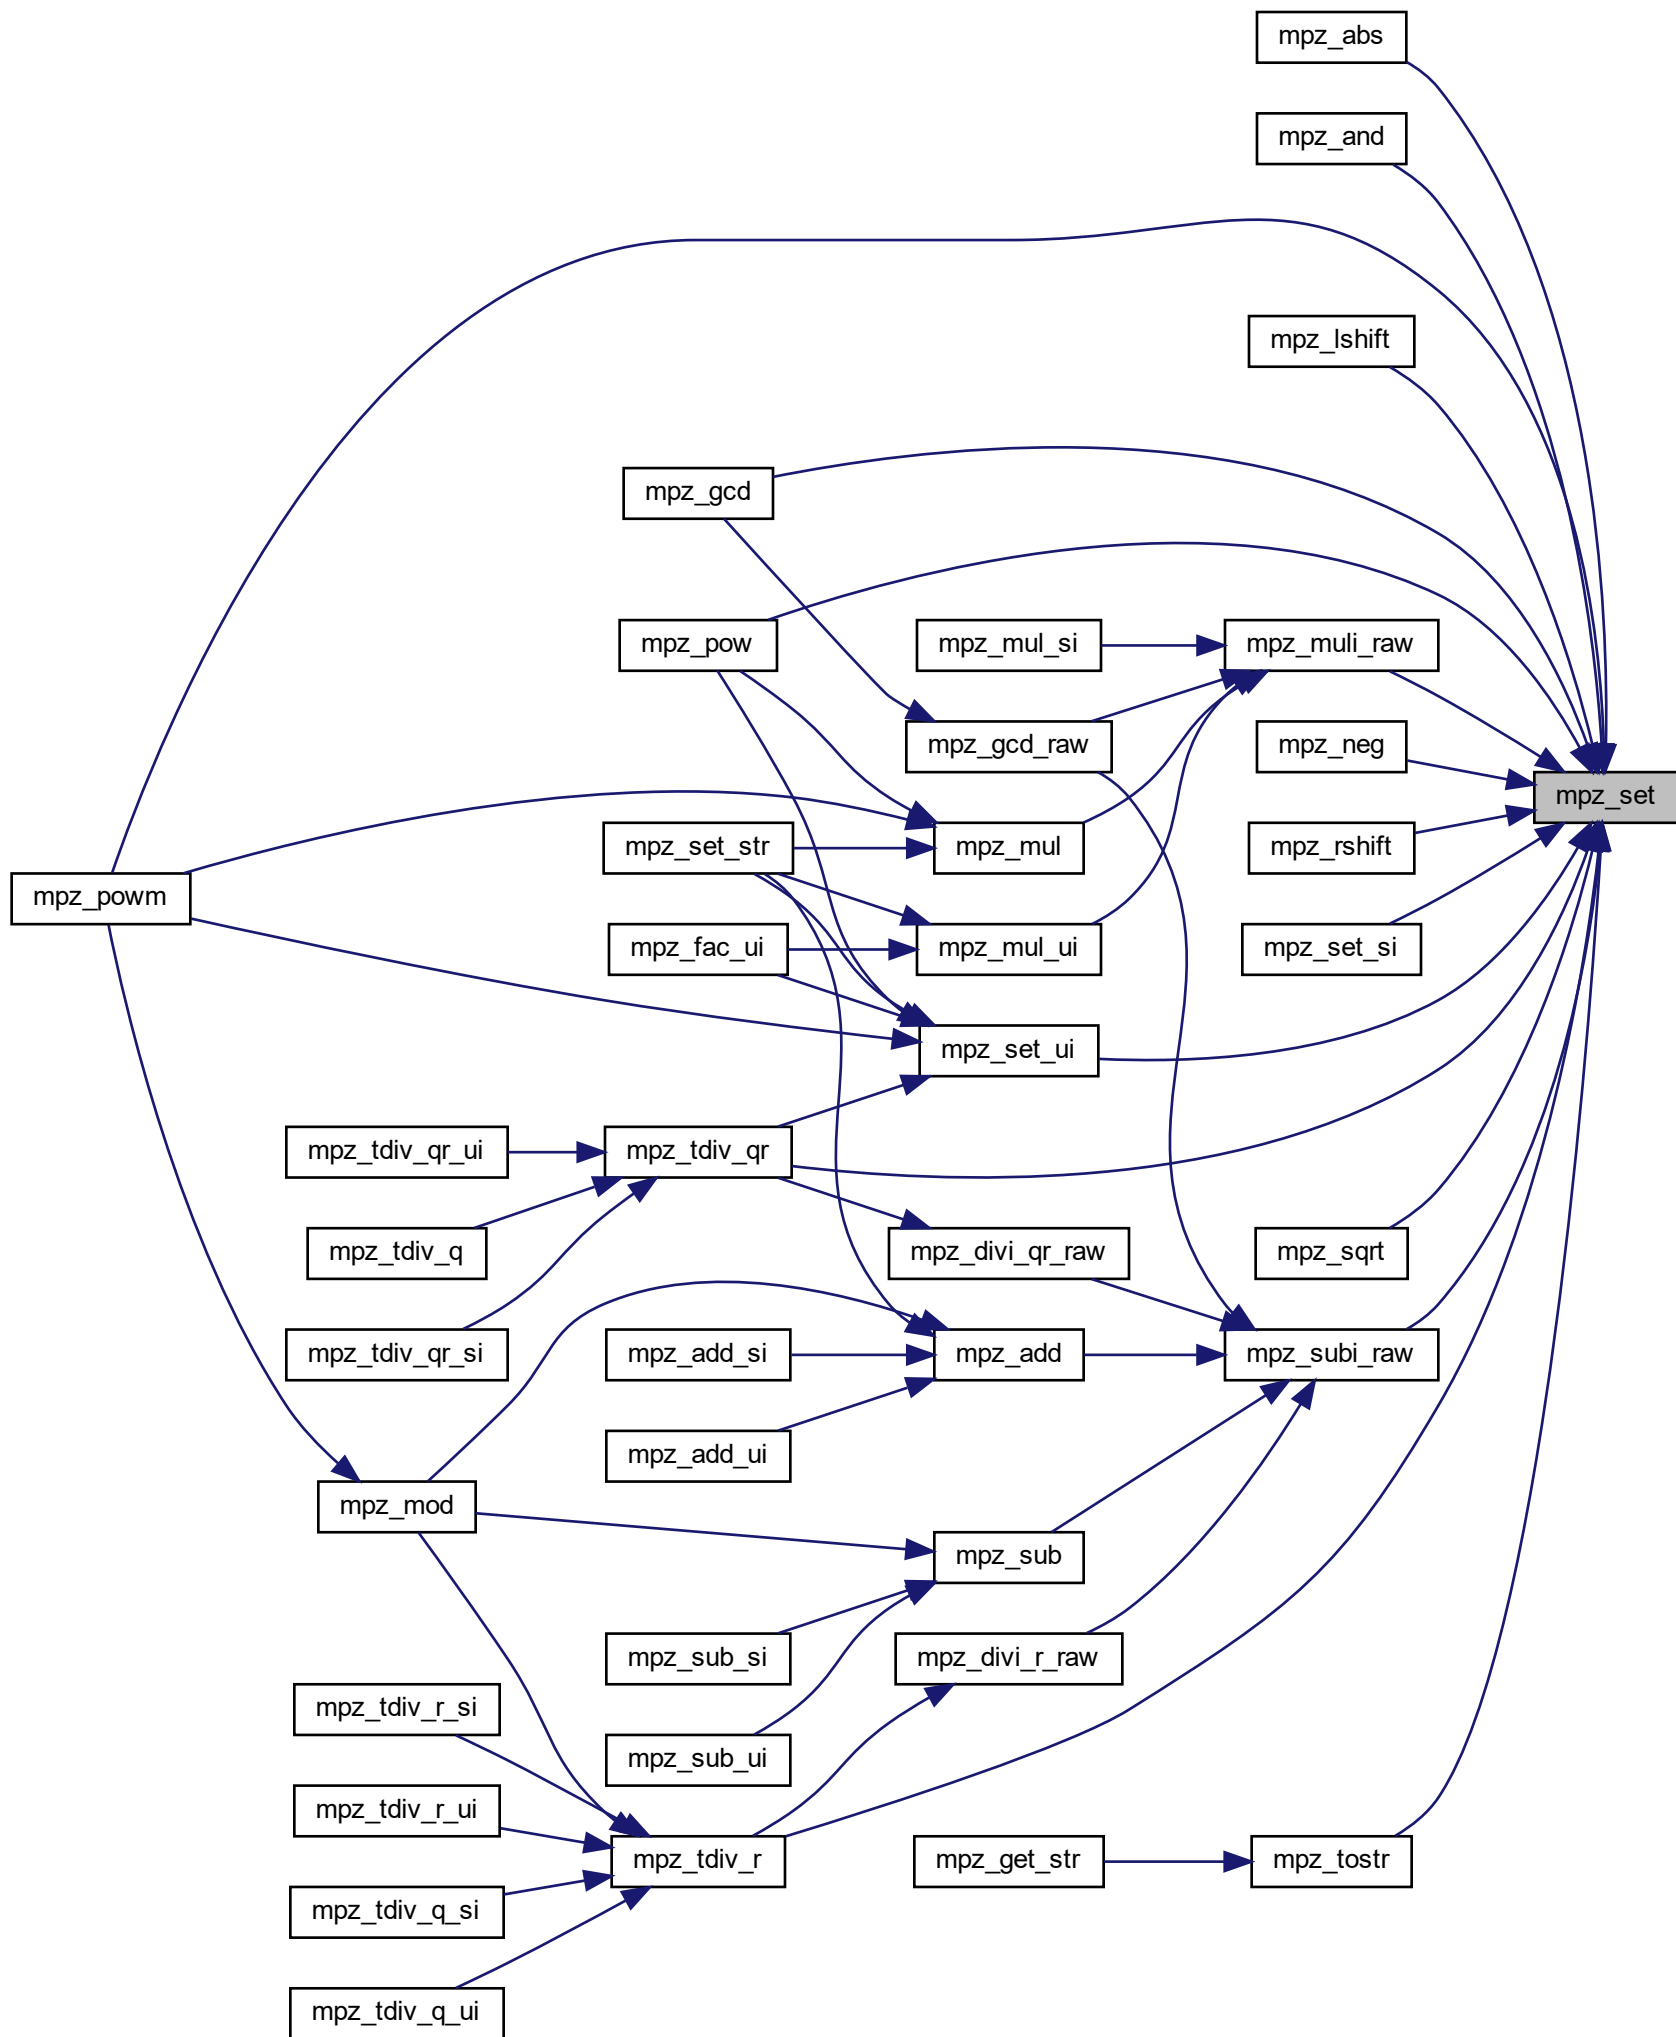 mpz_abs
mpz_and
mpz_lshift
mpz_gcd
mpz_pow
mpz_mul_si
mpz_muli_raw
mpz_gcd_raw
mpz_neg
mpz_set
mpz_set_str
mpz_mul
mpz_rshift
mpz_powm
mpz_fac_ui
mpz_mul_ui
mpz_set_si
mpz_set_ui
mpz_tdiv_qr_ui
mpz_tdiv_qr
mpz_tdiv_q
mpz_divi_qr_raw
mpz_sqrt
mpz_tdiv_qr_si
mpz_add_si
mpz_add
mpz_subi_raw
mpz_add_ui
mpz_mod
mpz_sub
mpz_sub_si
mpz_divi_r_raw
mpz_tdiv_r_si
mpz_sub_ui
mpz_tdiv_r_ui
mpz_tdiv_r
mpz_get_str
mpz_tostr
mpz_tdiv_q_si
mpz_tdiv_q_ui